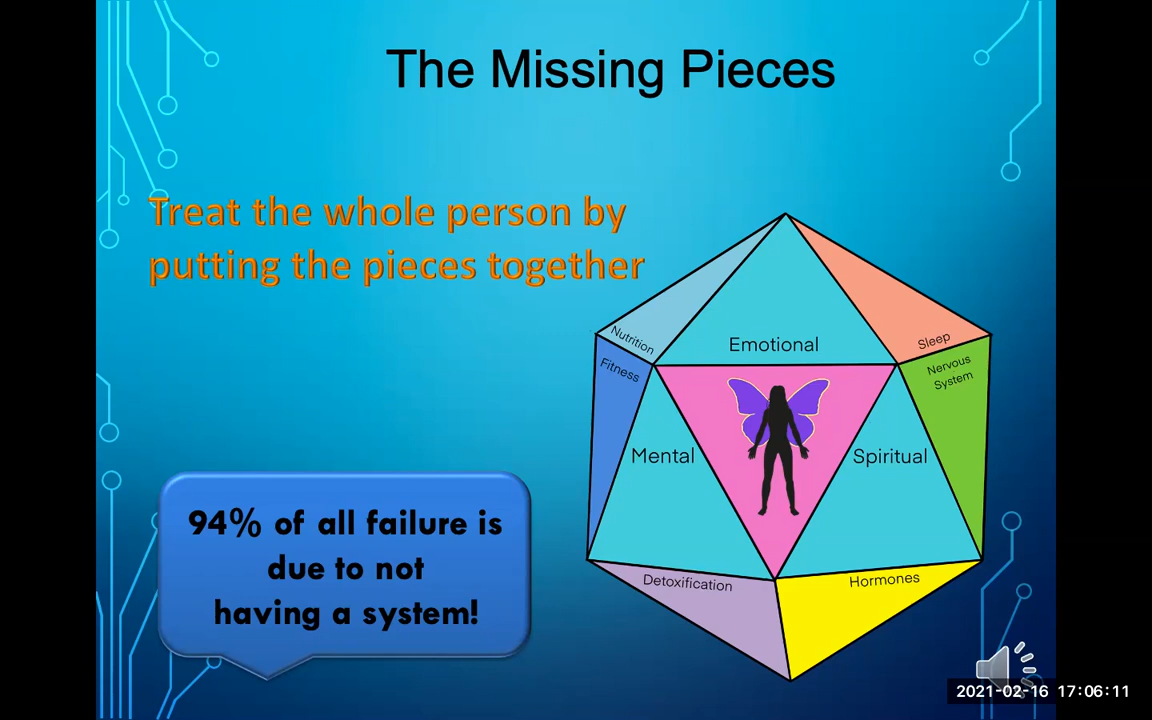 The Missing Pieces
Treat the whole person by
putting the pieces together
Nutrition
Emotional
Sleep
Fitness
Nervous
System
Mental
Spiritual
94% of all failure is
due to not
having a system!
Detoxification
Hormones
2021-02-16 17:06:11